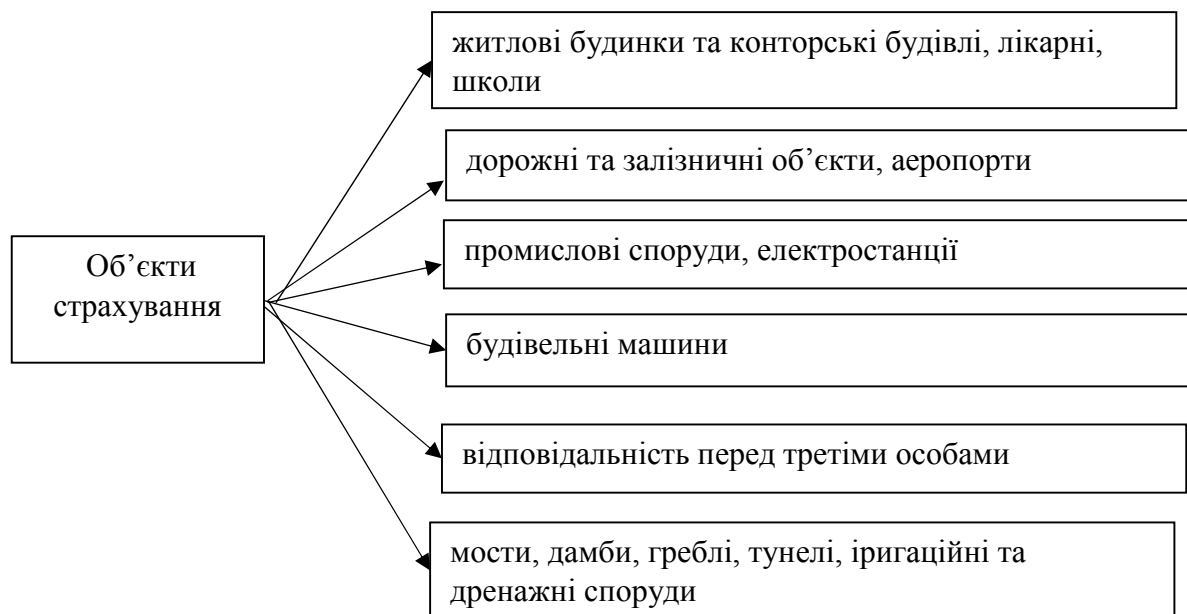 житлові будинки та конторські будівлі, лікарні,
школи
дорожні та залізничні об’єкти, аеропорти
Об’єкти
страхування
промислові споруди, електростанції
будівельні машини
відповідальність перед третіми особами
мости, дамби, греблі, тунелі, іригаційні та
дренажні споруди